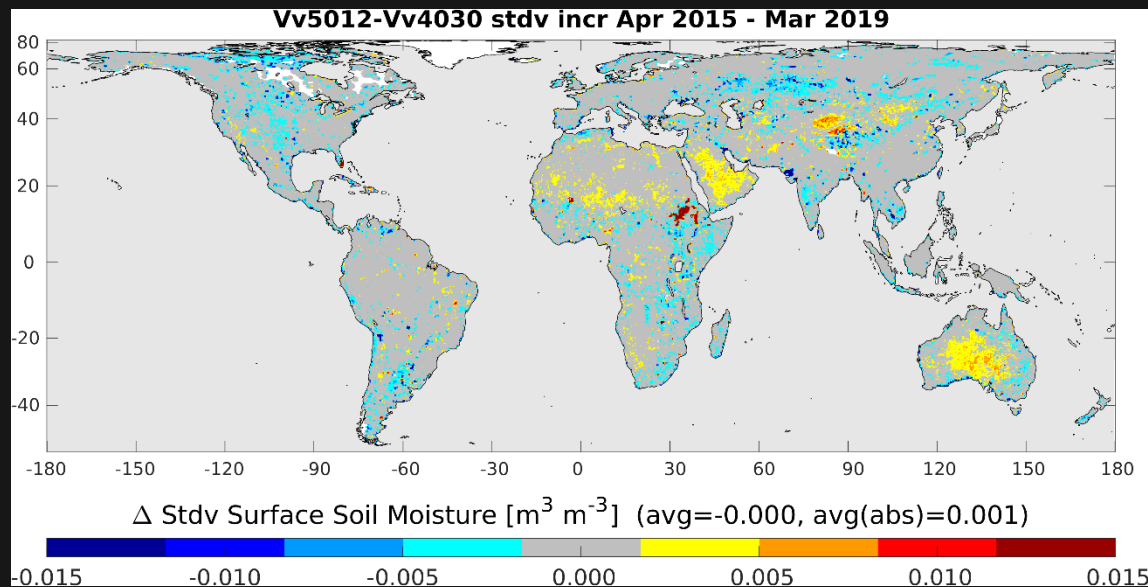 Vv5012-Vv4030 stdv incr Apr 2015 - Mar 2019
80
60
40
20
0
-20
-40
-180 -150 -120 -90 -60 -30 0 30 60 90 120 150 180
Δ Stdv Surface Soil Moisture [m³ m⁻³] (avg=-0.000, avg(abs)=0.001)
-0.015 -0.010 -0.005 0.000 0.005 0.010 0.015